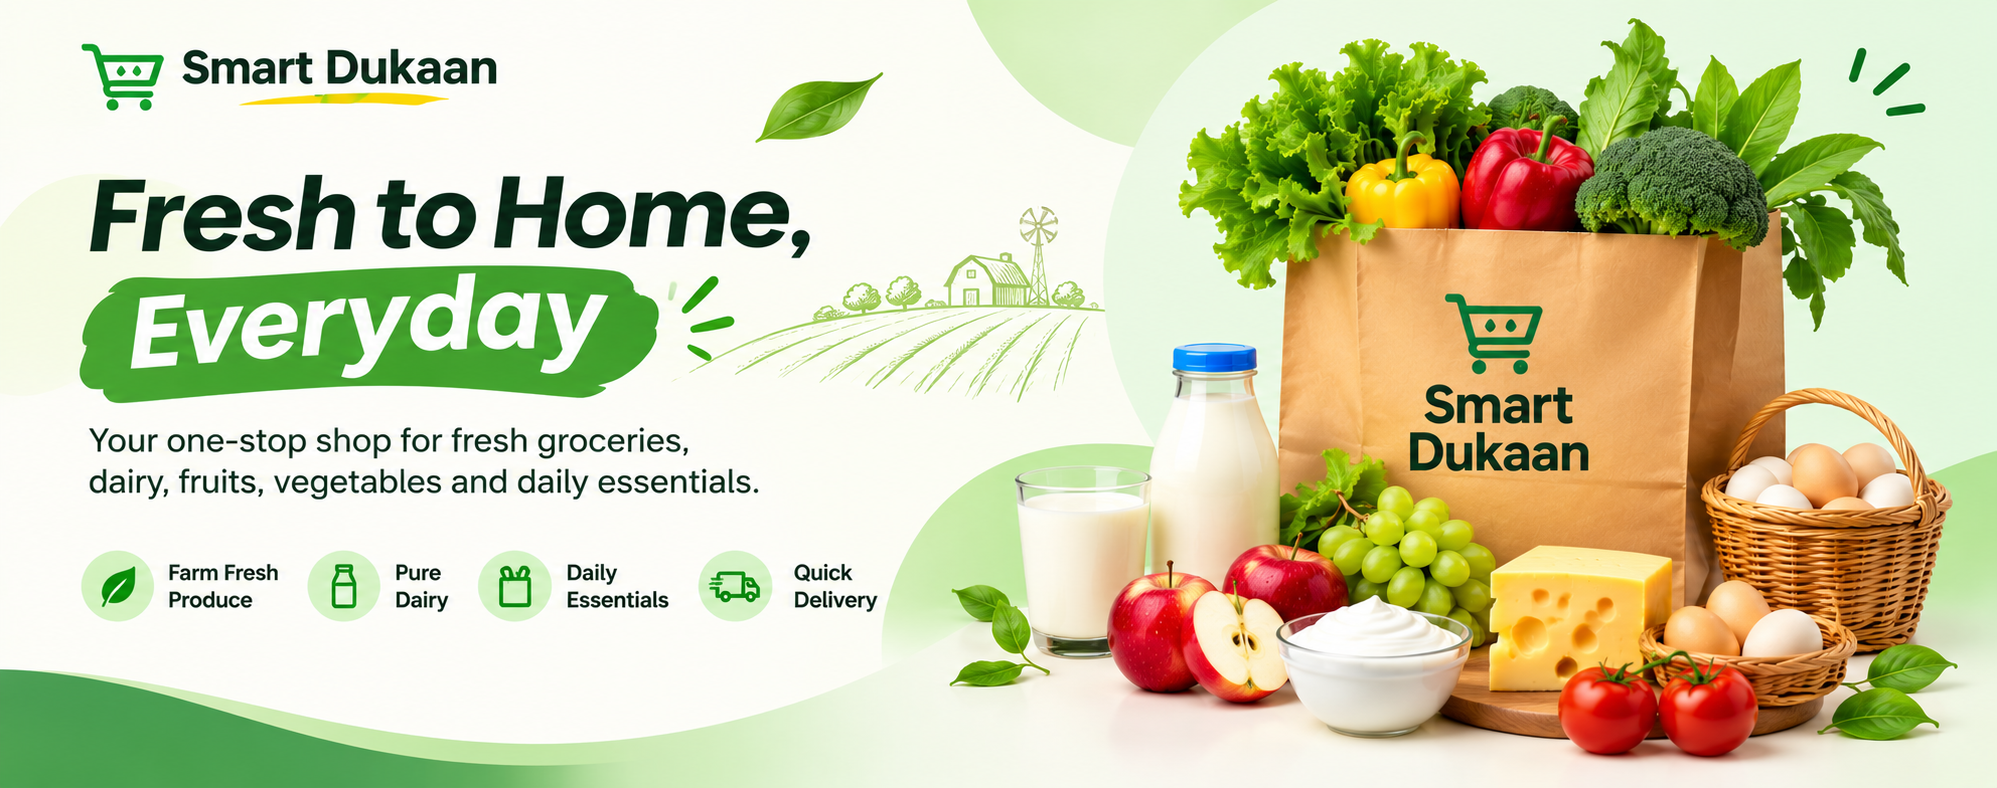 Smart Dukaan
Fresh to Home,
Everyday
Your one-stop shop for fresh groceries,
dairy, fruits, vegetables and daily essentials.
Farm Fresh
Produce
Pure
Dairy
Daily
Essentials
Quick
Delivery
Smart
Dukaan